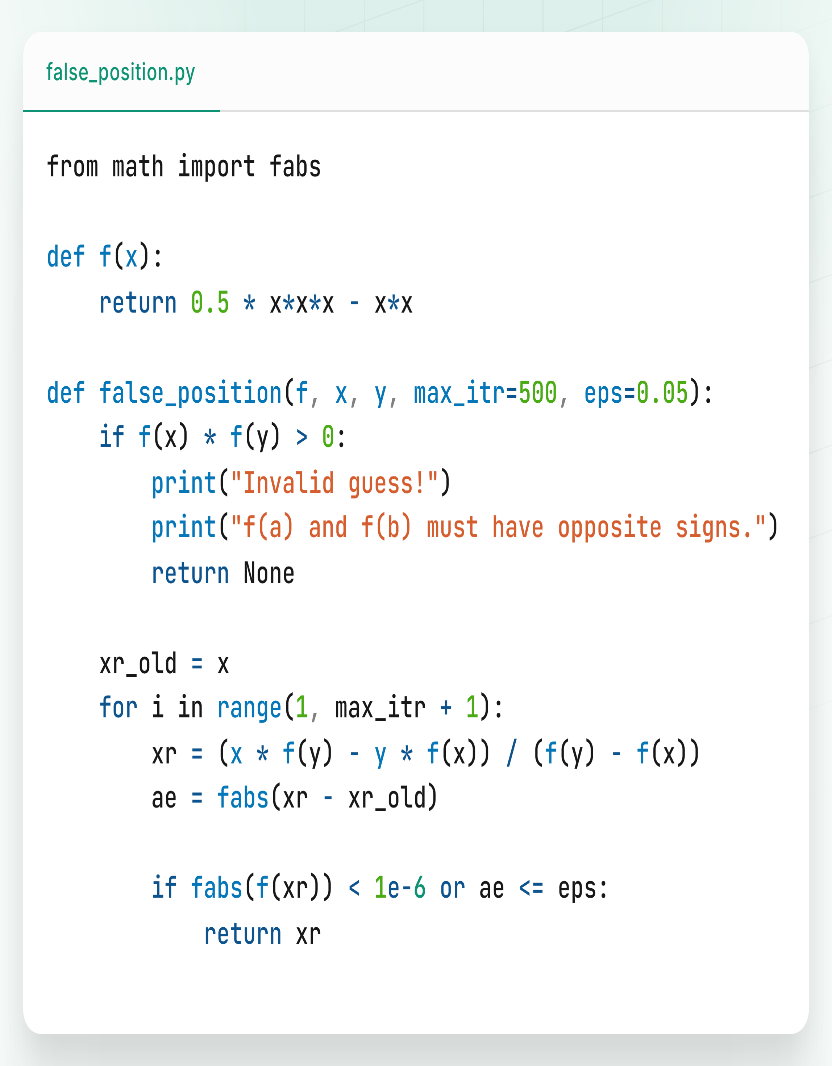 false_position.py
from math import fabs
def f(x):
    return 0.5 * x*x*x - x*x
def false_position(f, x, y, max_itr=500, eps=0.05):
    if f(x) * f(y) > 0:
        print("Invalid guess!")
        print("f(a) and f(b) must have opposite signs.")
        return None
    xr_old = x
    for i in range(1, max_itr + 1):
        xr = (x * f(y) - y * f(x)) / (f(y) - f(x))
        ae = fabs(xr - xr_old)
        if fabs(f(xr)) < 1e-6 or ae <= eps:
            return xr